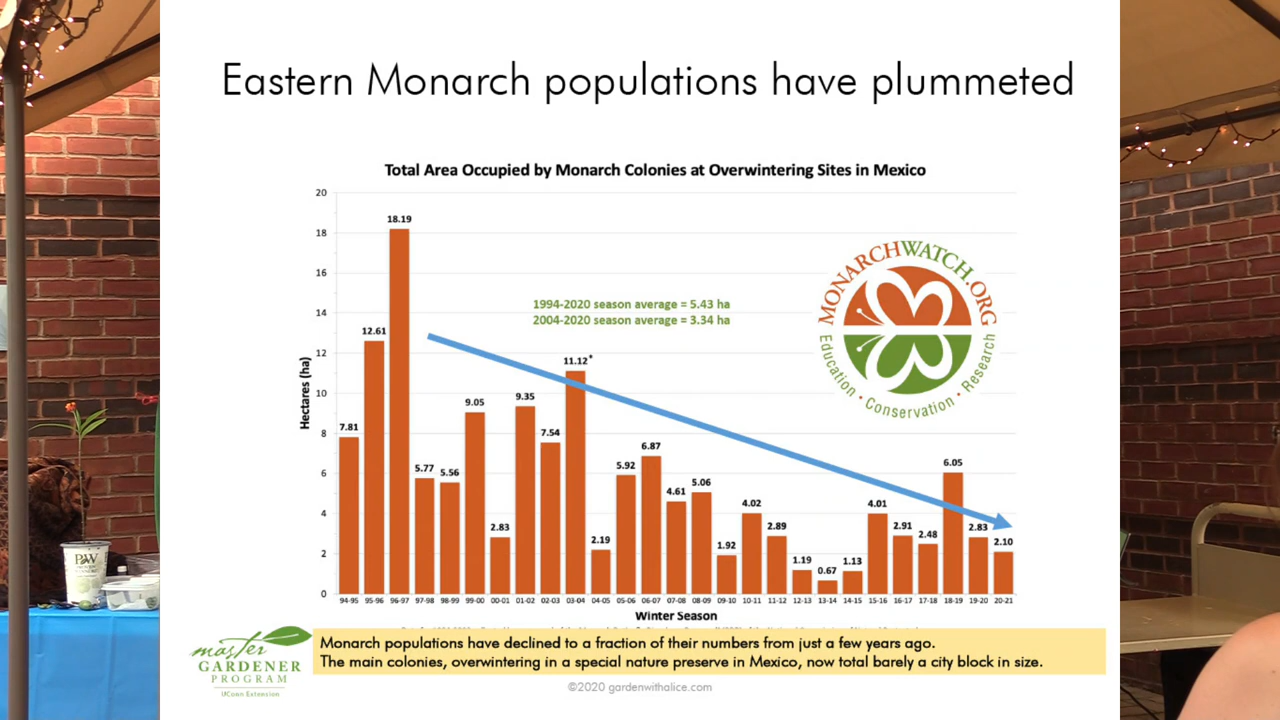 Eastern Monarch populations have plummeted
Total Area Occupied by Monarch Colonies at Overwintering Sites in Mexico
Hectares (ha)
20
18
16
14
12
10
8
6
4
2
0
7.81
12.61
18.19
5.77
5.56
9.05
2.83
9.35
7.54
11.12*
2.19
5.92
6.87
4.61
5.06
1.92
4.02
2.89
1.19
0.67
1.13
4.01
2.91
2.48
6.05
2.83
2.10
1994-2020 season average = 5.43 ha
2004-2020 season average = 3.34 ha
MONARCHWATCH.ORG
Education • Conservation • Research
94-95 95-96 96-97 97-98 98-99 99-00 00-01 01-02 02-03 03-04 04-05 05-06 06-07 07-08 08-09 09-10 10-11 11-12 12-13 13-14 14-15 15-16 16-17 17-18 18-19 19-20 20-21
Winter Season
master
GARDENER
PROGRAM
UConn Extension
Monarch populations have declined to a fraction of their numbers from just a few years ago.
The main colonies, overwintering in a special nature preserve in Mexico, now total barely a city block in size.
©2020 gardenwithalice.com
PW